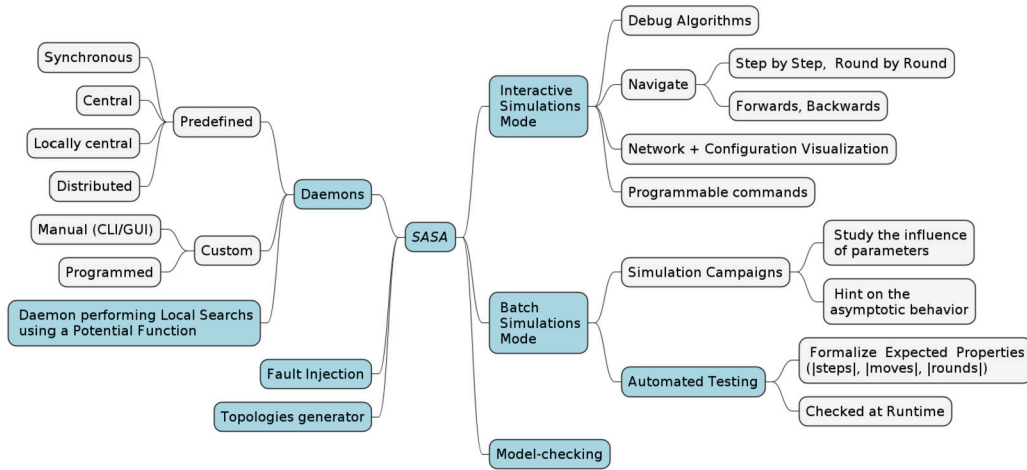 Synchronous
Central
Locally central
Distributed
Predefined
Manual (CLI/GUI)
Programmed
Custom
Daemon performing Local Searchs
using a Potential Function
Daemons
Fault Injection
Topologies generator
SASA
Interactive
Simulations
Mode
Debug Algorithms
Navigate
Step by Step, Round by Round
Forwards, Backwards
Network + Configuration Visualization
Programmable commands
Batch
Simulations
Mode
Simulation Campaigns
Study the influence
of parameters
Hint on the
asymptotic behavior
Automated Testing
Formalize Expected Properties
(|steps|, |moves|, |rounds|)
Checked at Runtime
Model-checking